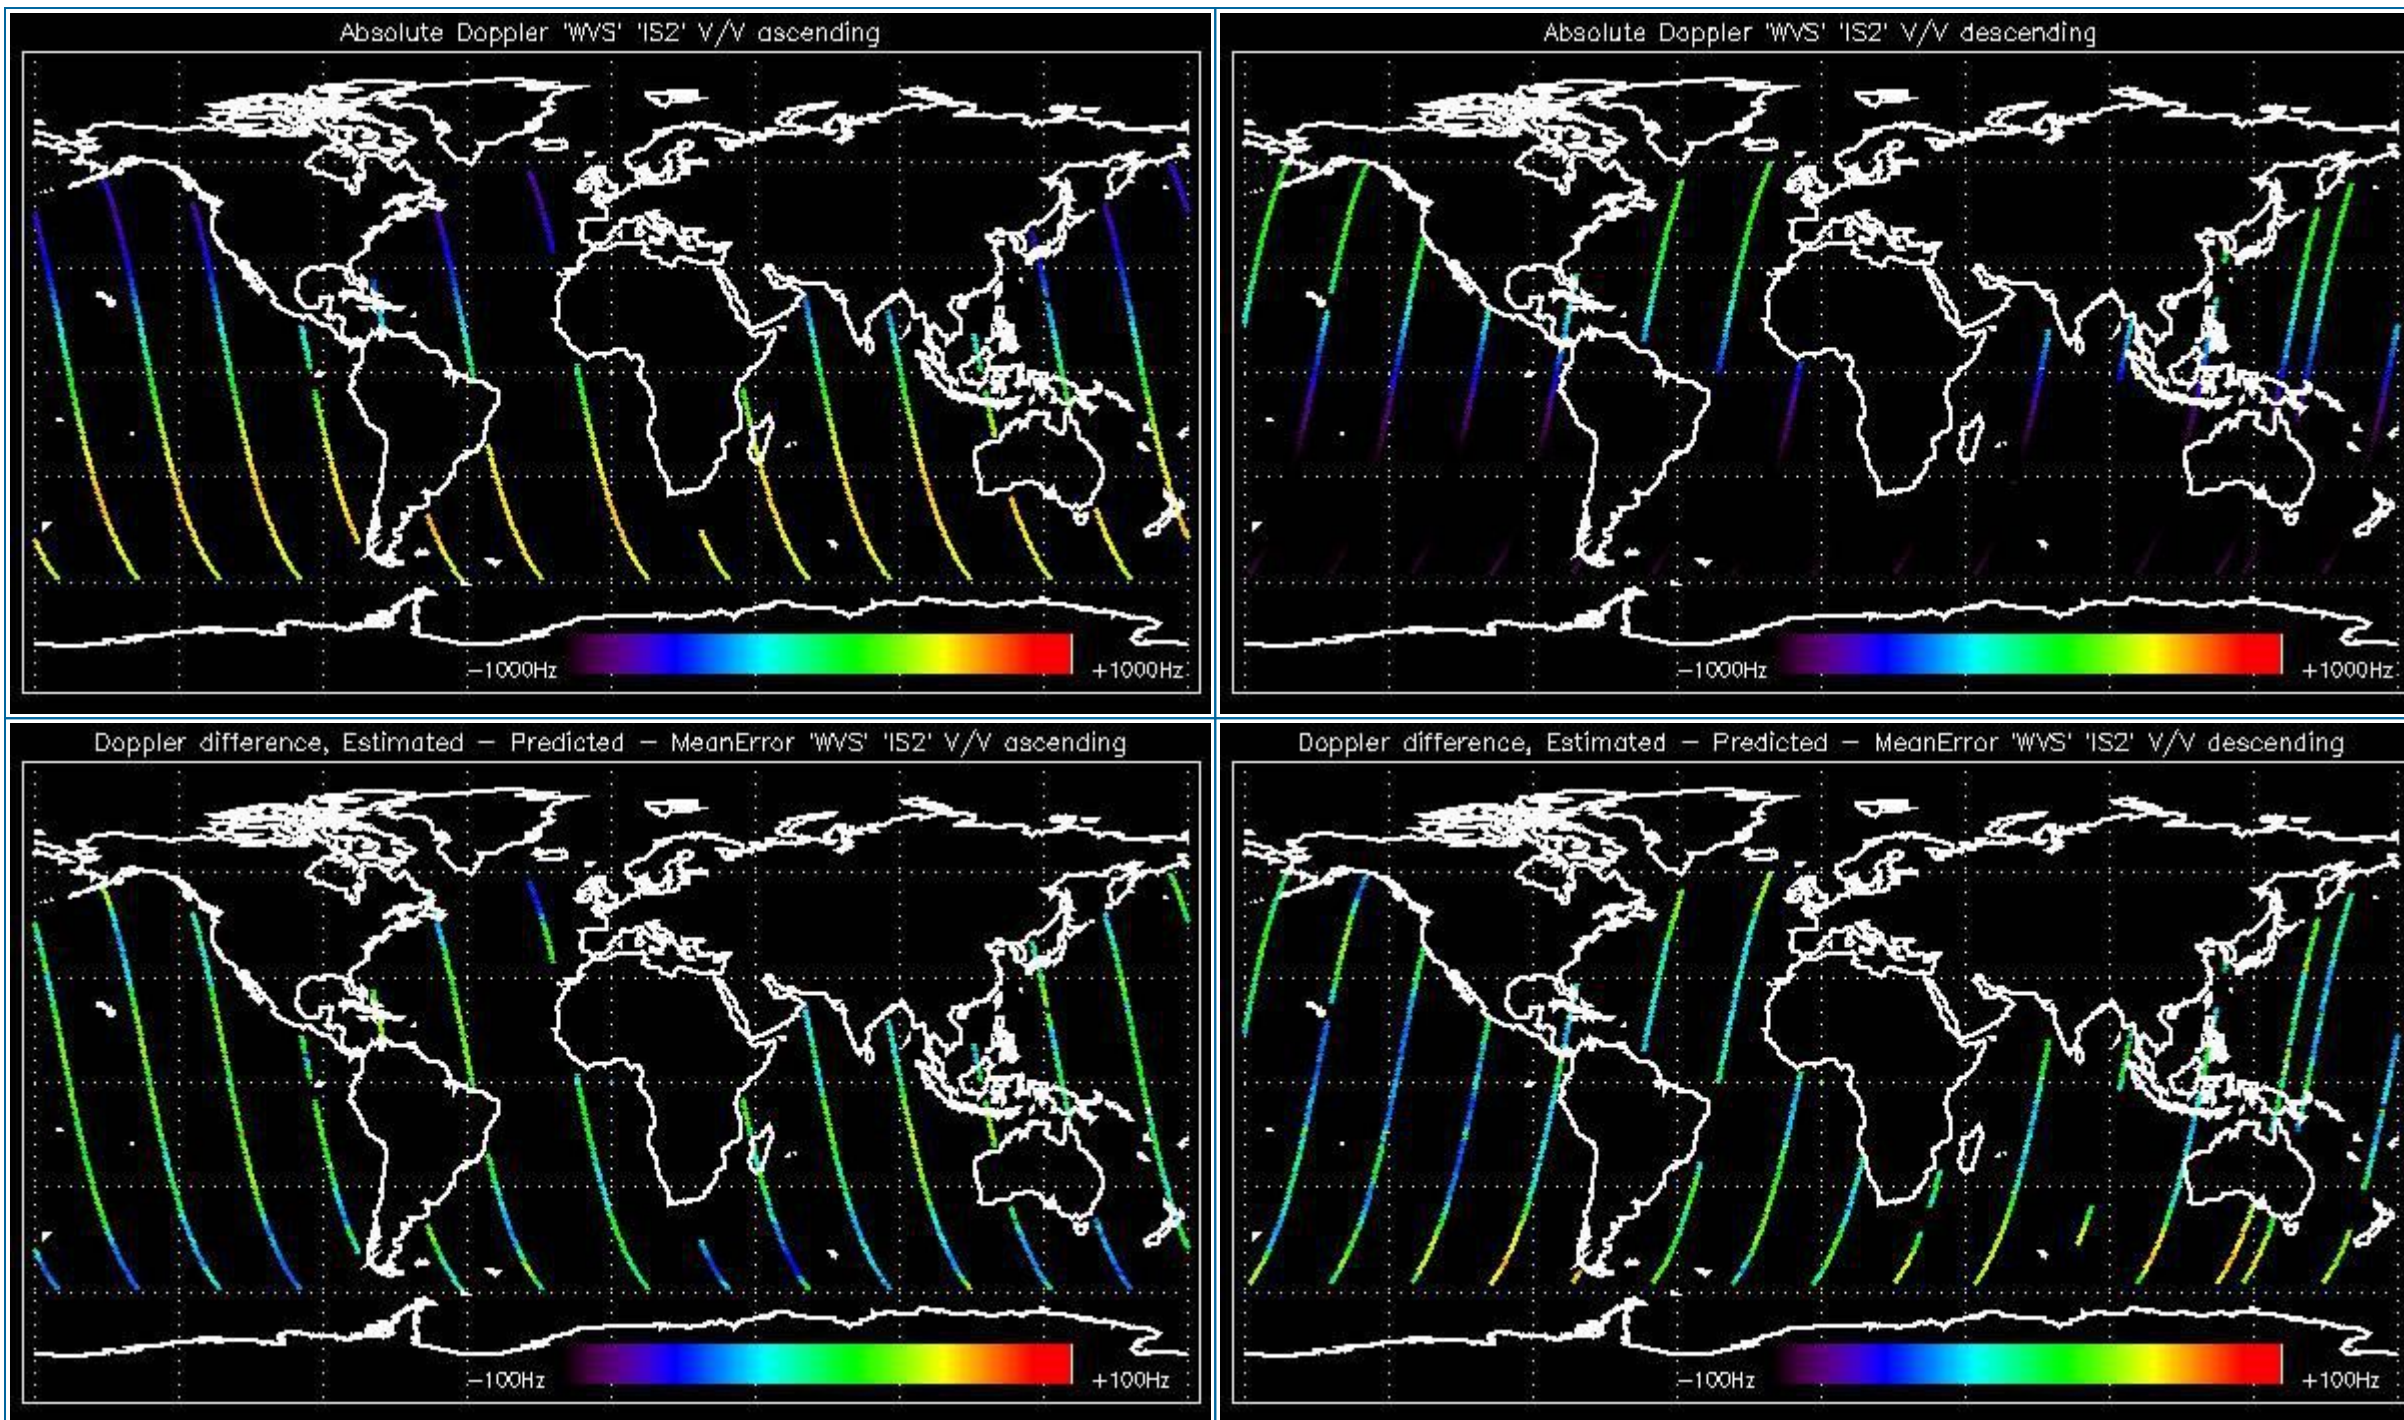 Absolute Doppler 'WVS' 'IS2' V/V ascending
−1000Hz
+1000Hz
Absolute Doppler 'WVS' 'IS2' V/V descending
−1000Hz
+1000Hz
Doppler difference, Estimated − Predicted − MeanError 'WVS' 'IS2' V/V ascending
−100Hz
+100Hz
Doppler difference, Estimated − Predicted − MeanError 'WVS' 'IS2' V/V descending
−100Hz
+100Hz